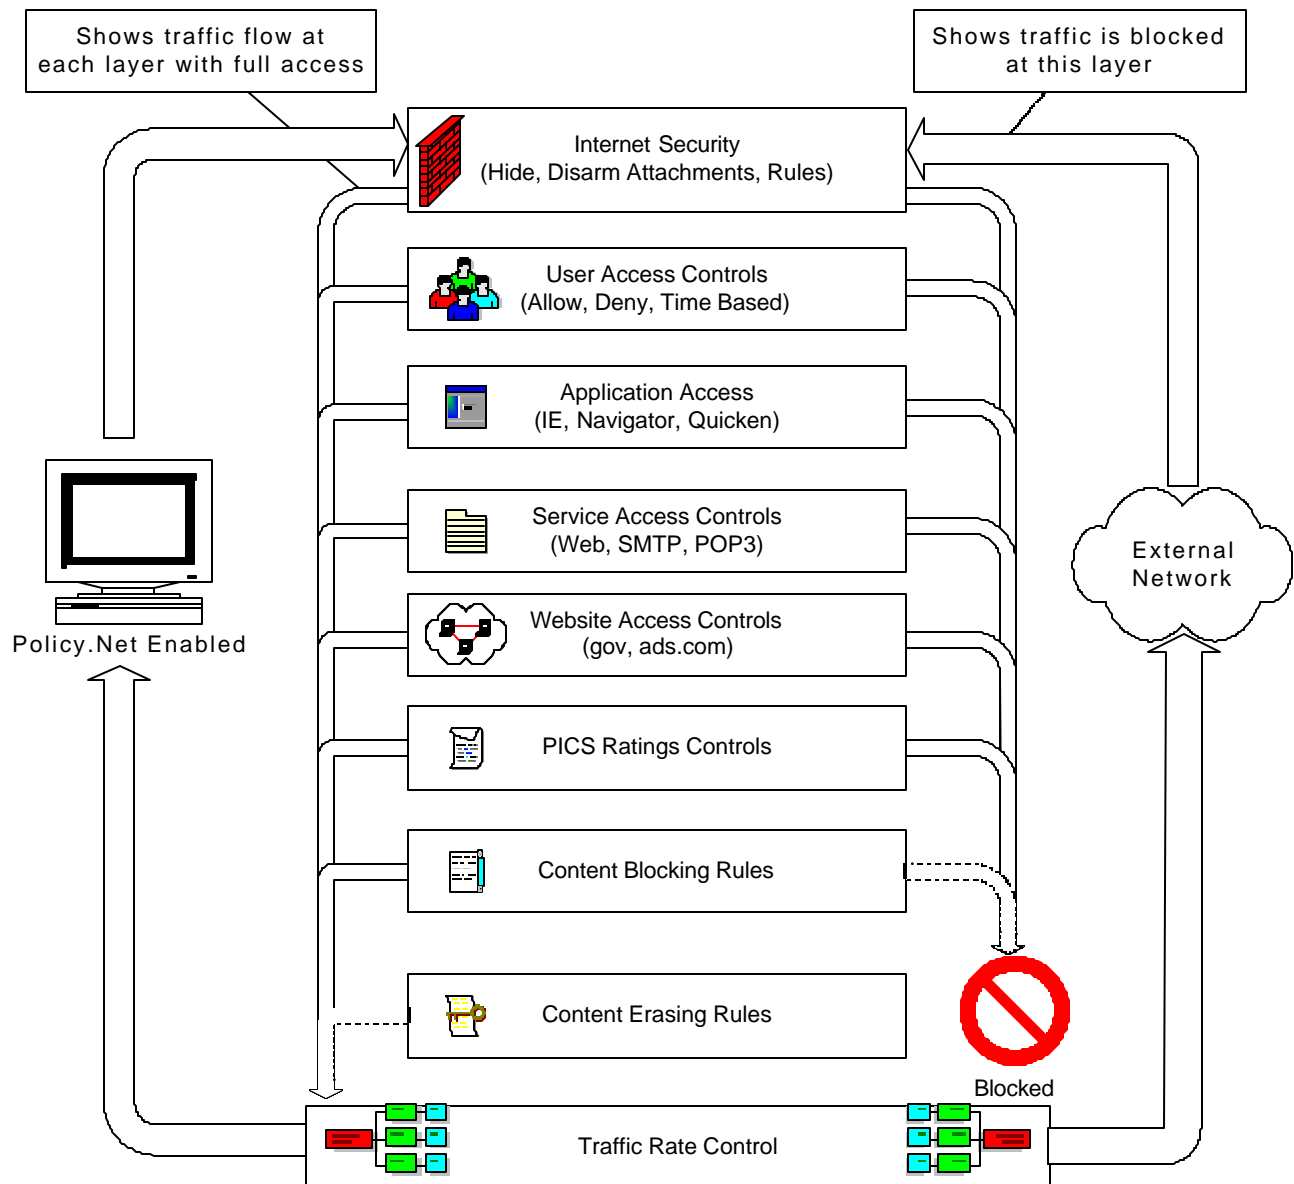 Shows traffic flow at
each layer with full access
Shows traffic is blocked
at this layer
Internet Security
(Hide, Disarm Attachments, Rules)
User Access Controls
(Allow, Deny, Time Based)
Application Access
(IE, Navigator, Quicken)
Service Access Controls
(Web, SMTP, POP3)
External
Network
Website Access Controls
(gov, ads.com)
Policy.Net Enabled
PICS Ratings Controls
Content Blocking Rules
Content Erasing Rules
Blocked
Traffic Rate Control